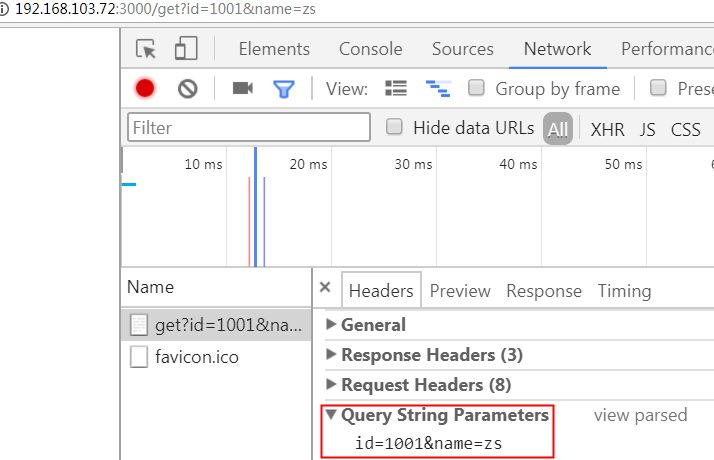 192.168.103.72:3000/get?id=1001&name=zs
Elements Console Sources Network Performanc
View: Group by frame Prese
Filter Hide data URLs All XHR JS CSS
10 ms 20 ms 30 ms 40 ms 50 ms 6
Name
× Headers Preview Response Timing
get?id=1001&na...
favicon.ico
General
Response Headers (3)
Request Headers (8)
Query String Parameters view parsed
id=1001&name=zs